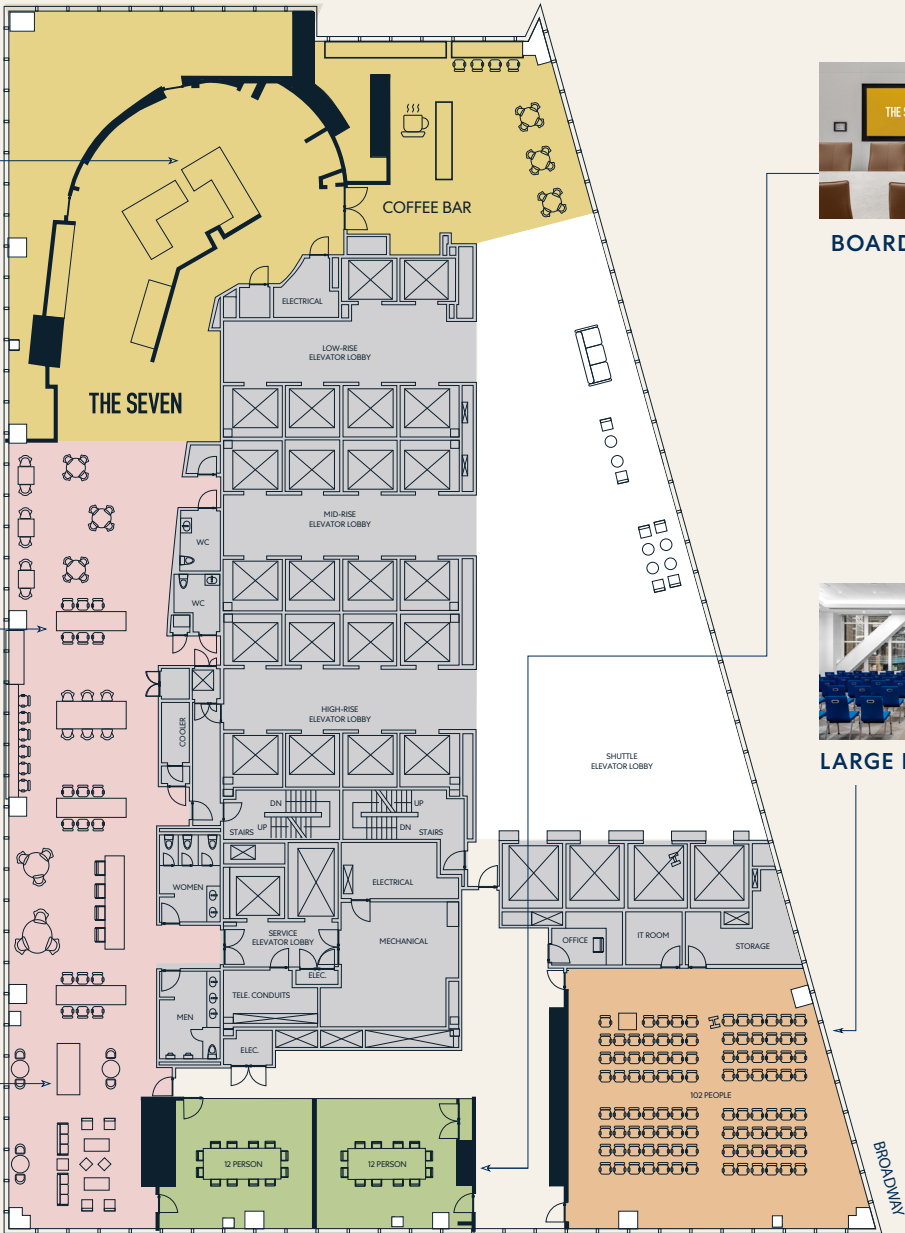 THE S
COFFEE BAR
BOARD
ELECTRICAL
LOW-RISE
ELEVATOR LOBBY
THE SEVEN
MID-RISE
ELEVATOR LOBBY
WC
WC
HIGH-RISE
ELEVATOR LOBBY
COOLER
SHUTTLE
ELEVATOR LOBBY
LARGE
DN
UP
STAIRS
UP
DN
STAIRS
ELECTRICAL
WOMEN
SERVICE
ELEVATOR LOBBY
MECHANICAL
OFFICE
IT ROOM
STORAGE
ELEC.
TELE. CONDUITS
MEN
ELEC.
102 PEOPLE
12 PERSON
12 PERSON
BROADWAY